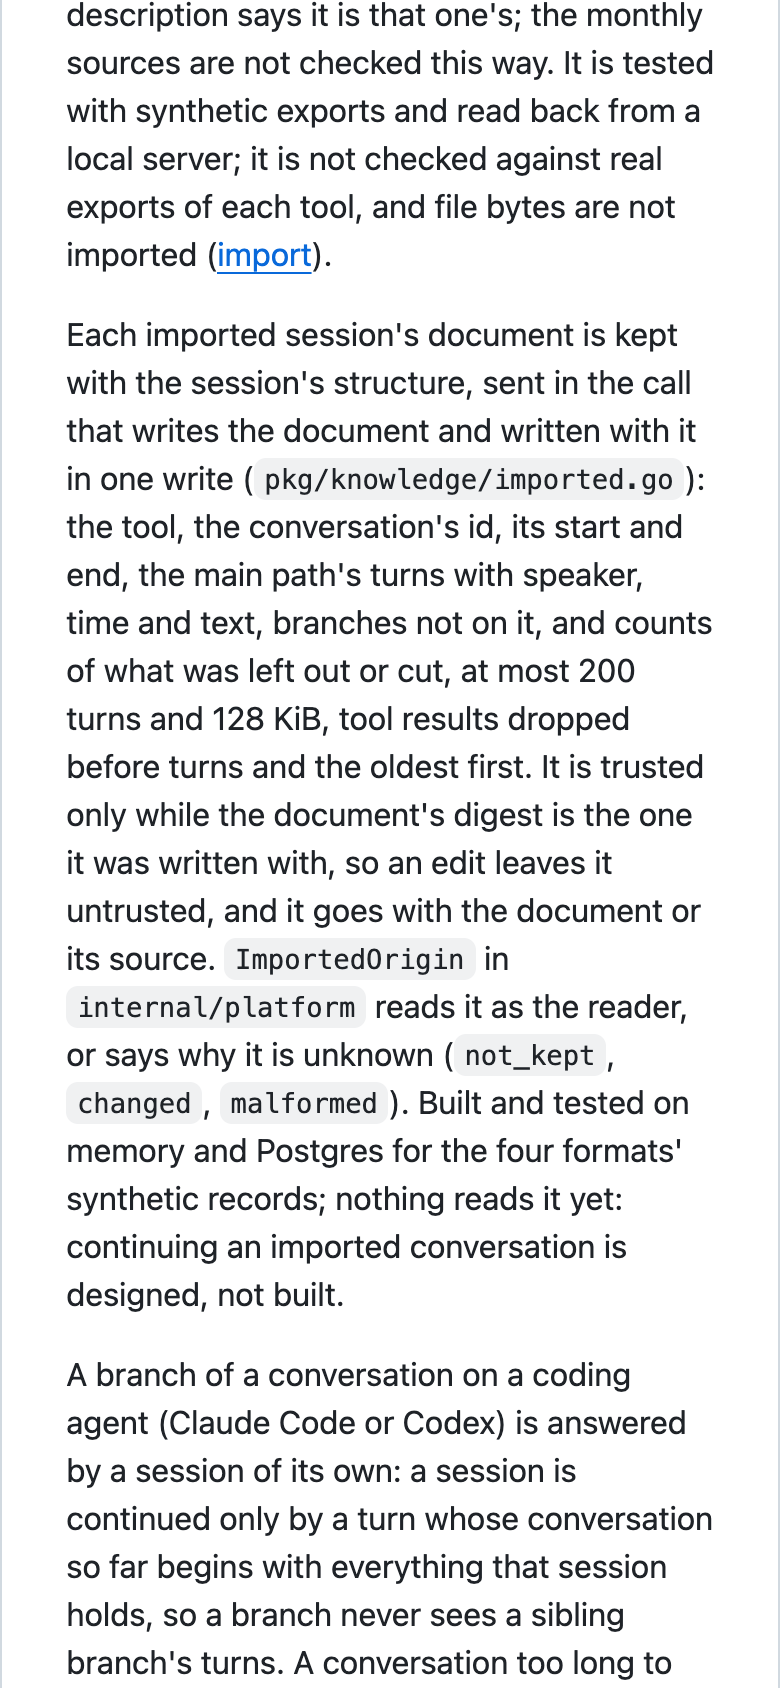 description says it is that one's; the monthly
sources are not checked this way. It is tested
with synthetic exports and read back from a
local server; it is not checked against real
exports of each tool, and file bytes are not
imported (import).
Each imported session's document is kept
with the session's structure, sent in the call
that writes the document and written with it
in one write ( pkg/knowledge/imported.go ):
the tool, the conversation's id, its start and
end, the main path's turns with speaker,
time and text, branches not on it, and counts
of what was left out or cut, at most 200
turns and 128 KiB, tool results dropped
before turns and the oldest first. It is trusted
only while the document's digest is the one
it was written with, so an edit leaves it
untrusted, and it goes with the document or
its source. ImportedOrigin in
internal/platform reads it as the reader,
or says why it is unknown ( not_kept ,
changed , malformed ). Built and tested on
memory and Postgres for the four formats'
synthetic records; nothing reads it yet:
continuing an imported conversation is
designed, not built.
A branch of a conversation on a coding
agent (Claude Code or Codex) is answered
by a session of its own: a session is
continued only by a turn whose conversation
so far begins with everything that session
holds, so a branch never sees a sibling
branch's turns. A conversation too long to